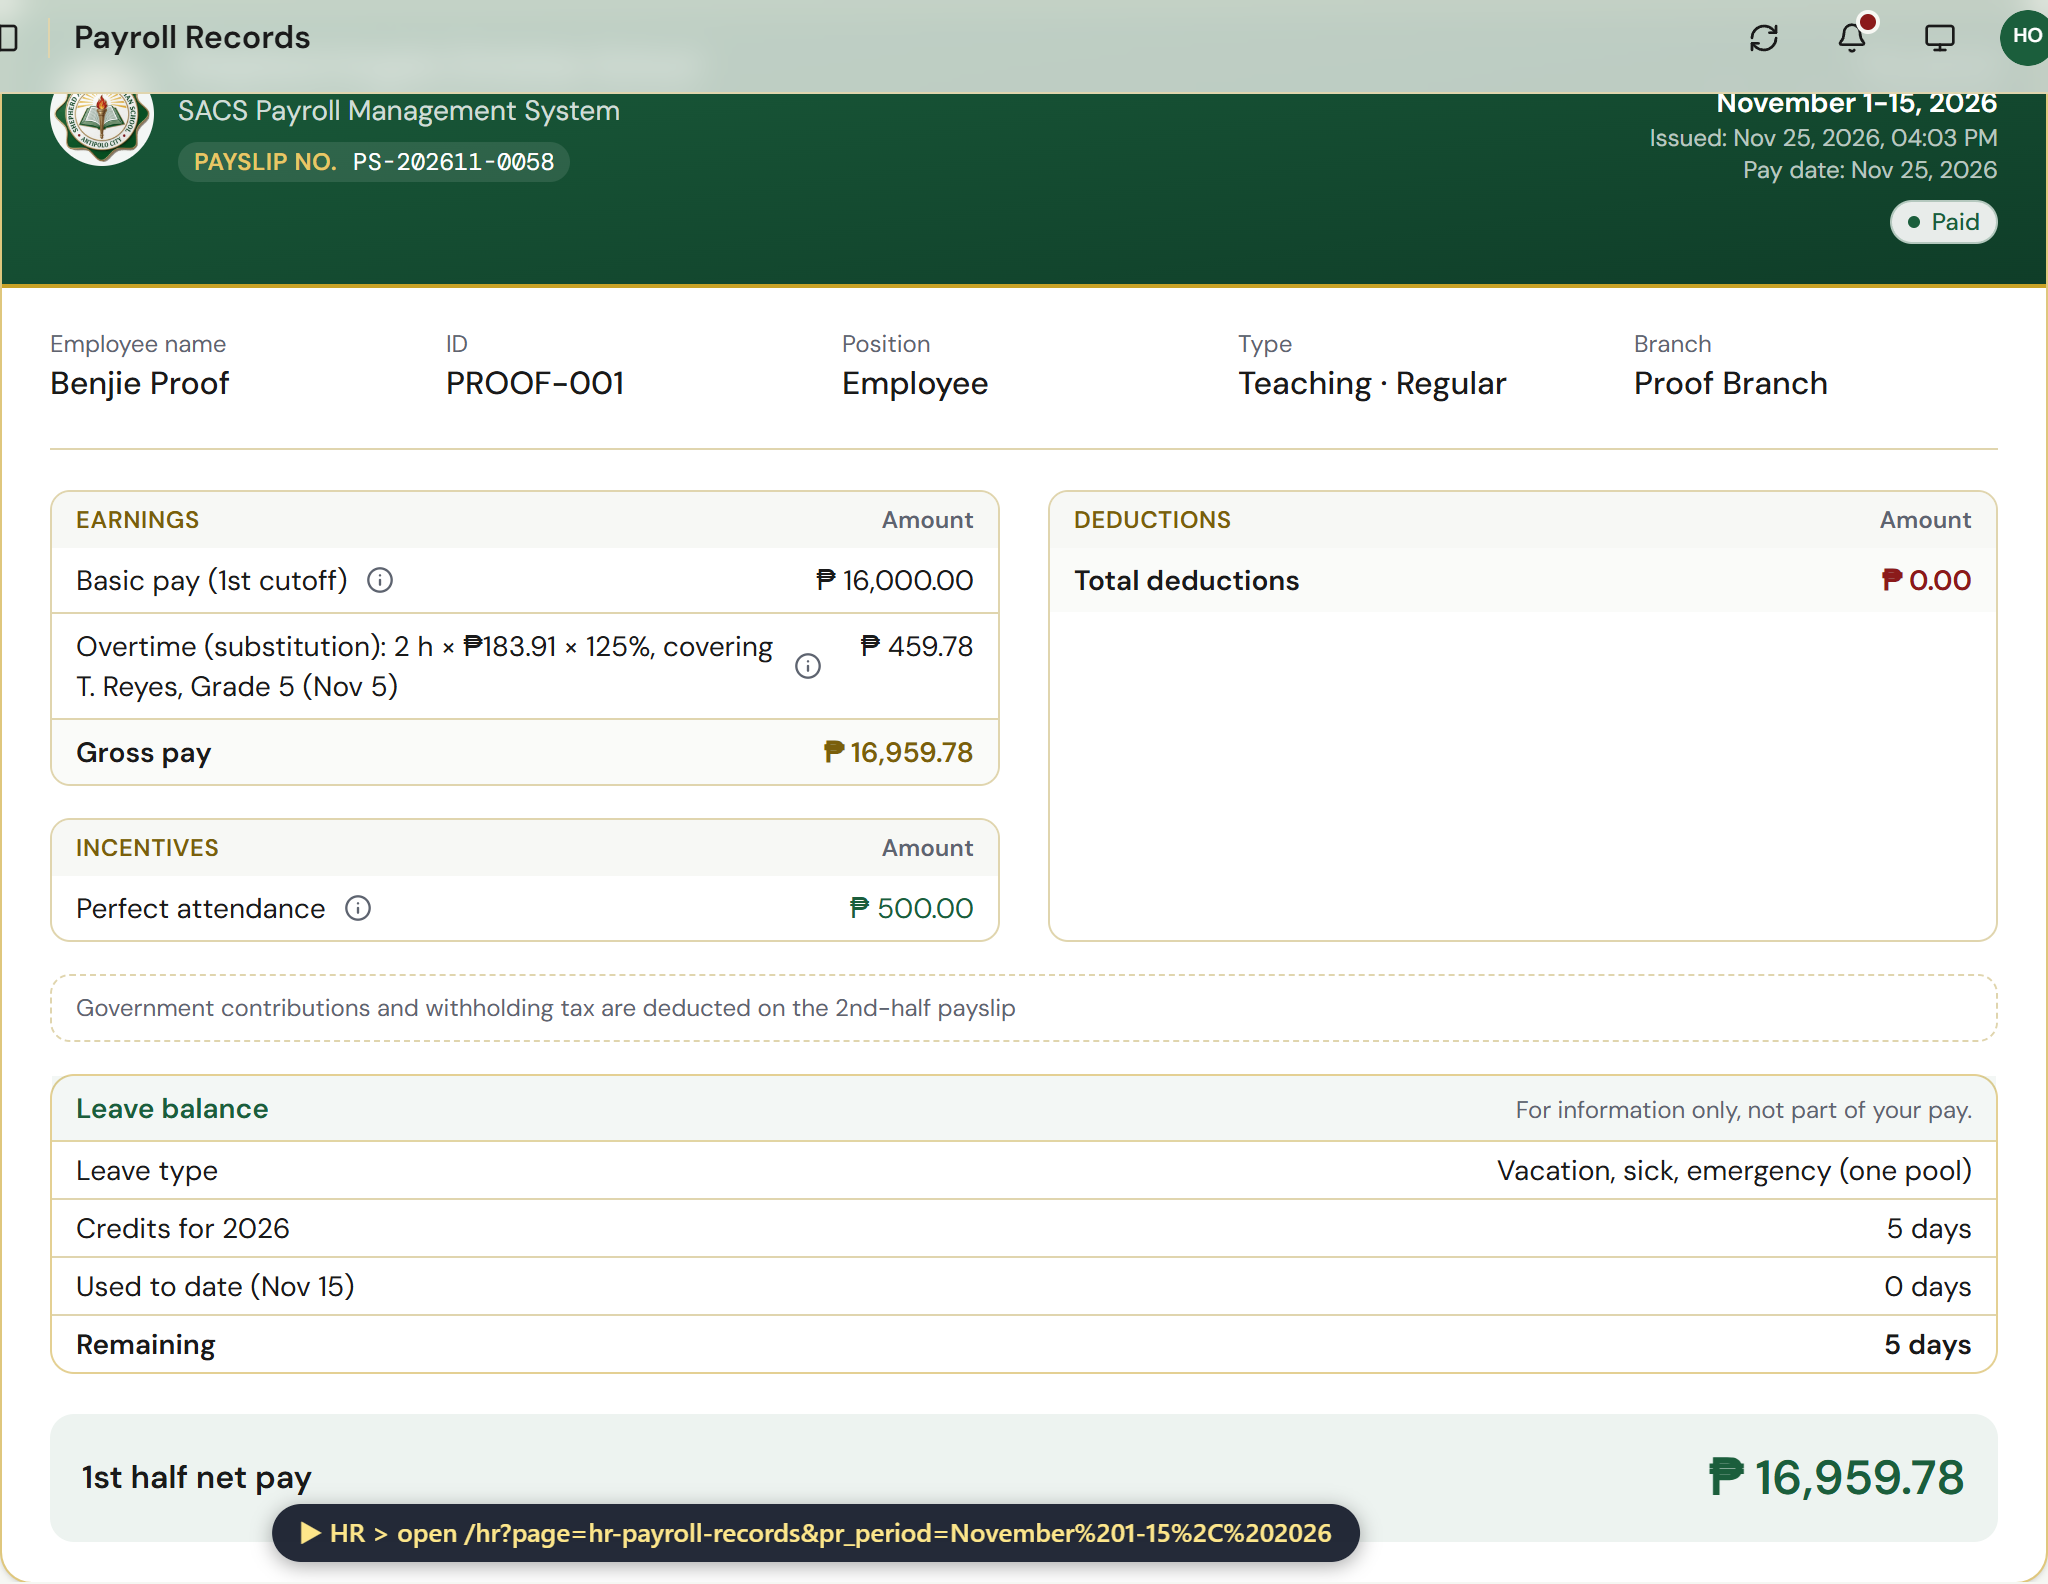 Payroll Records
HO
SACS Payroll Management System
PAYSLIP NO. PS-202611-0058
November 1-15, 2026
Issued: Nov 25, 2026, 04:03 PM
Pay date: Nov 25, 2026
Paid
Employee name
Benjie Proof
ID
PROOF-001
Position
Employee
Type
Teaching · Regular
Branch
Proof Branch
EARNINGS Amount
Basic pay (1st cutoff) ₱ 16,000.00
Overtime (substitution): 2 h × ₱183.91 × 125%, covering ₱ 459.78
T. Reyes, Grade 5 (Nov 5)
Gross pay ₱ 16,959.78
DEDUCTIONS Amount
Total deductions ₱ 0.00
INCENTIVES Amount
Perfect attendance ₱ 500.00
Government contributions and withholding tax are deducted on the 2nd-half payslip
Leave balance For information only, not part of your pay.
Leave type Vacation, sick, emergency (one pool)
Credits for 2026 5 days
Used to date (Nov 15) 0 days
Remaining 5 days
1st half net pay ₱ 16,959.78
▶ HR > open /hr?page=hr-payroll-records&pr_period=November%201-15%2C%202026